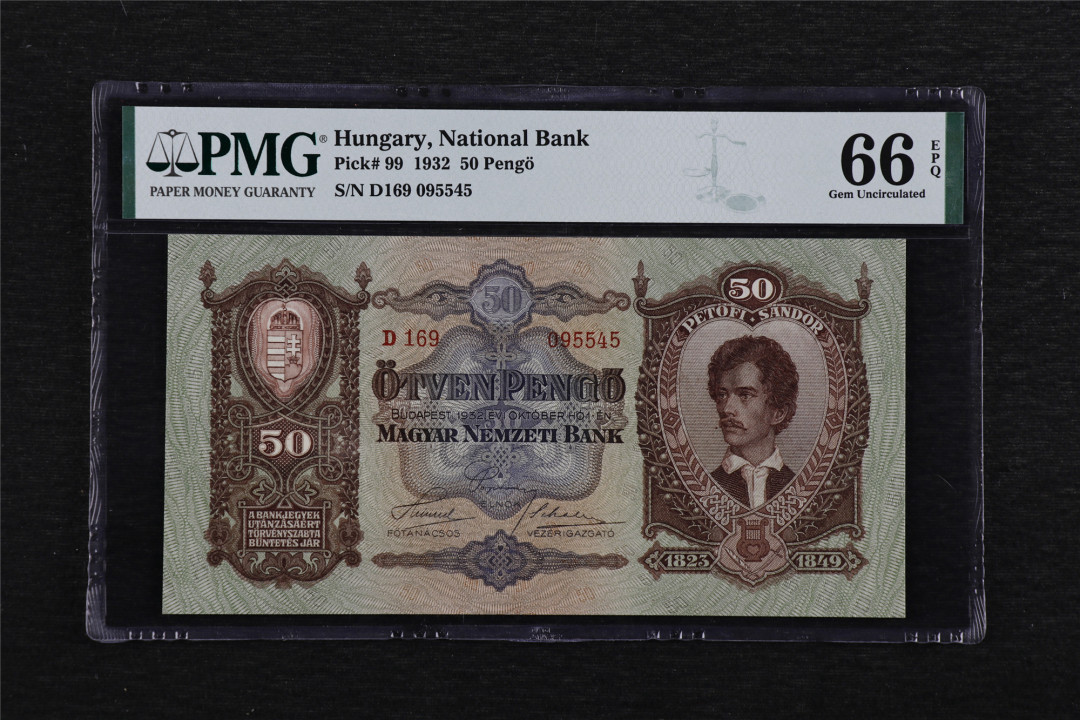 PMG®
PAPER MONEY GUARANTY
Hungary, National Bank
Pick# 99 1932 50 Pengö
S/N D169 095545
66 EPQ
Gem Uncirculated
50
50
PETŐFI SÁNDOR
D 169 095545
ÖTVEN PENGŐ
BUDAPEST, 1932. ÉVI OKTÓBER HÓ 1-ÉN
MAGYAR NEMZETI BANK
50
A BANKJEGYEK
UTÁNZÁSÁÉRT
TÖRVÉNYSZABTA
BÜNTETÉS JÁR
FŐTANÁCSOS
VEZÉRIGAZGATÓ
1823 1849